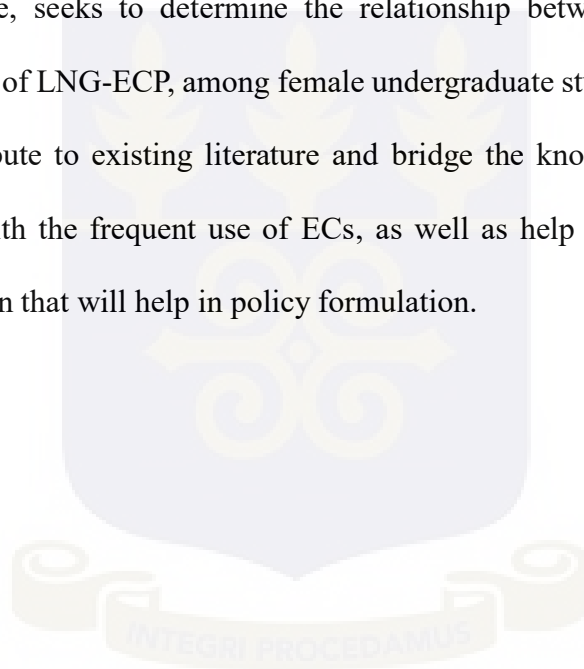 e, seeks to determine the relationship betw
of LNG-ECP, among female undergraduate st
oute to existing literature and bridge the kno
th the frequent use of ECs, as well as help
n that will help in policy formulation.
INTEGRI PROCEDAMUS